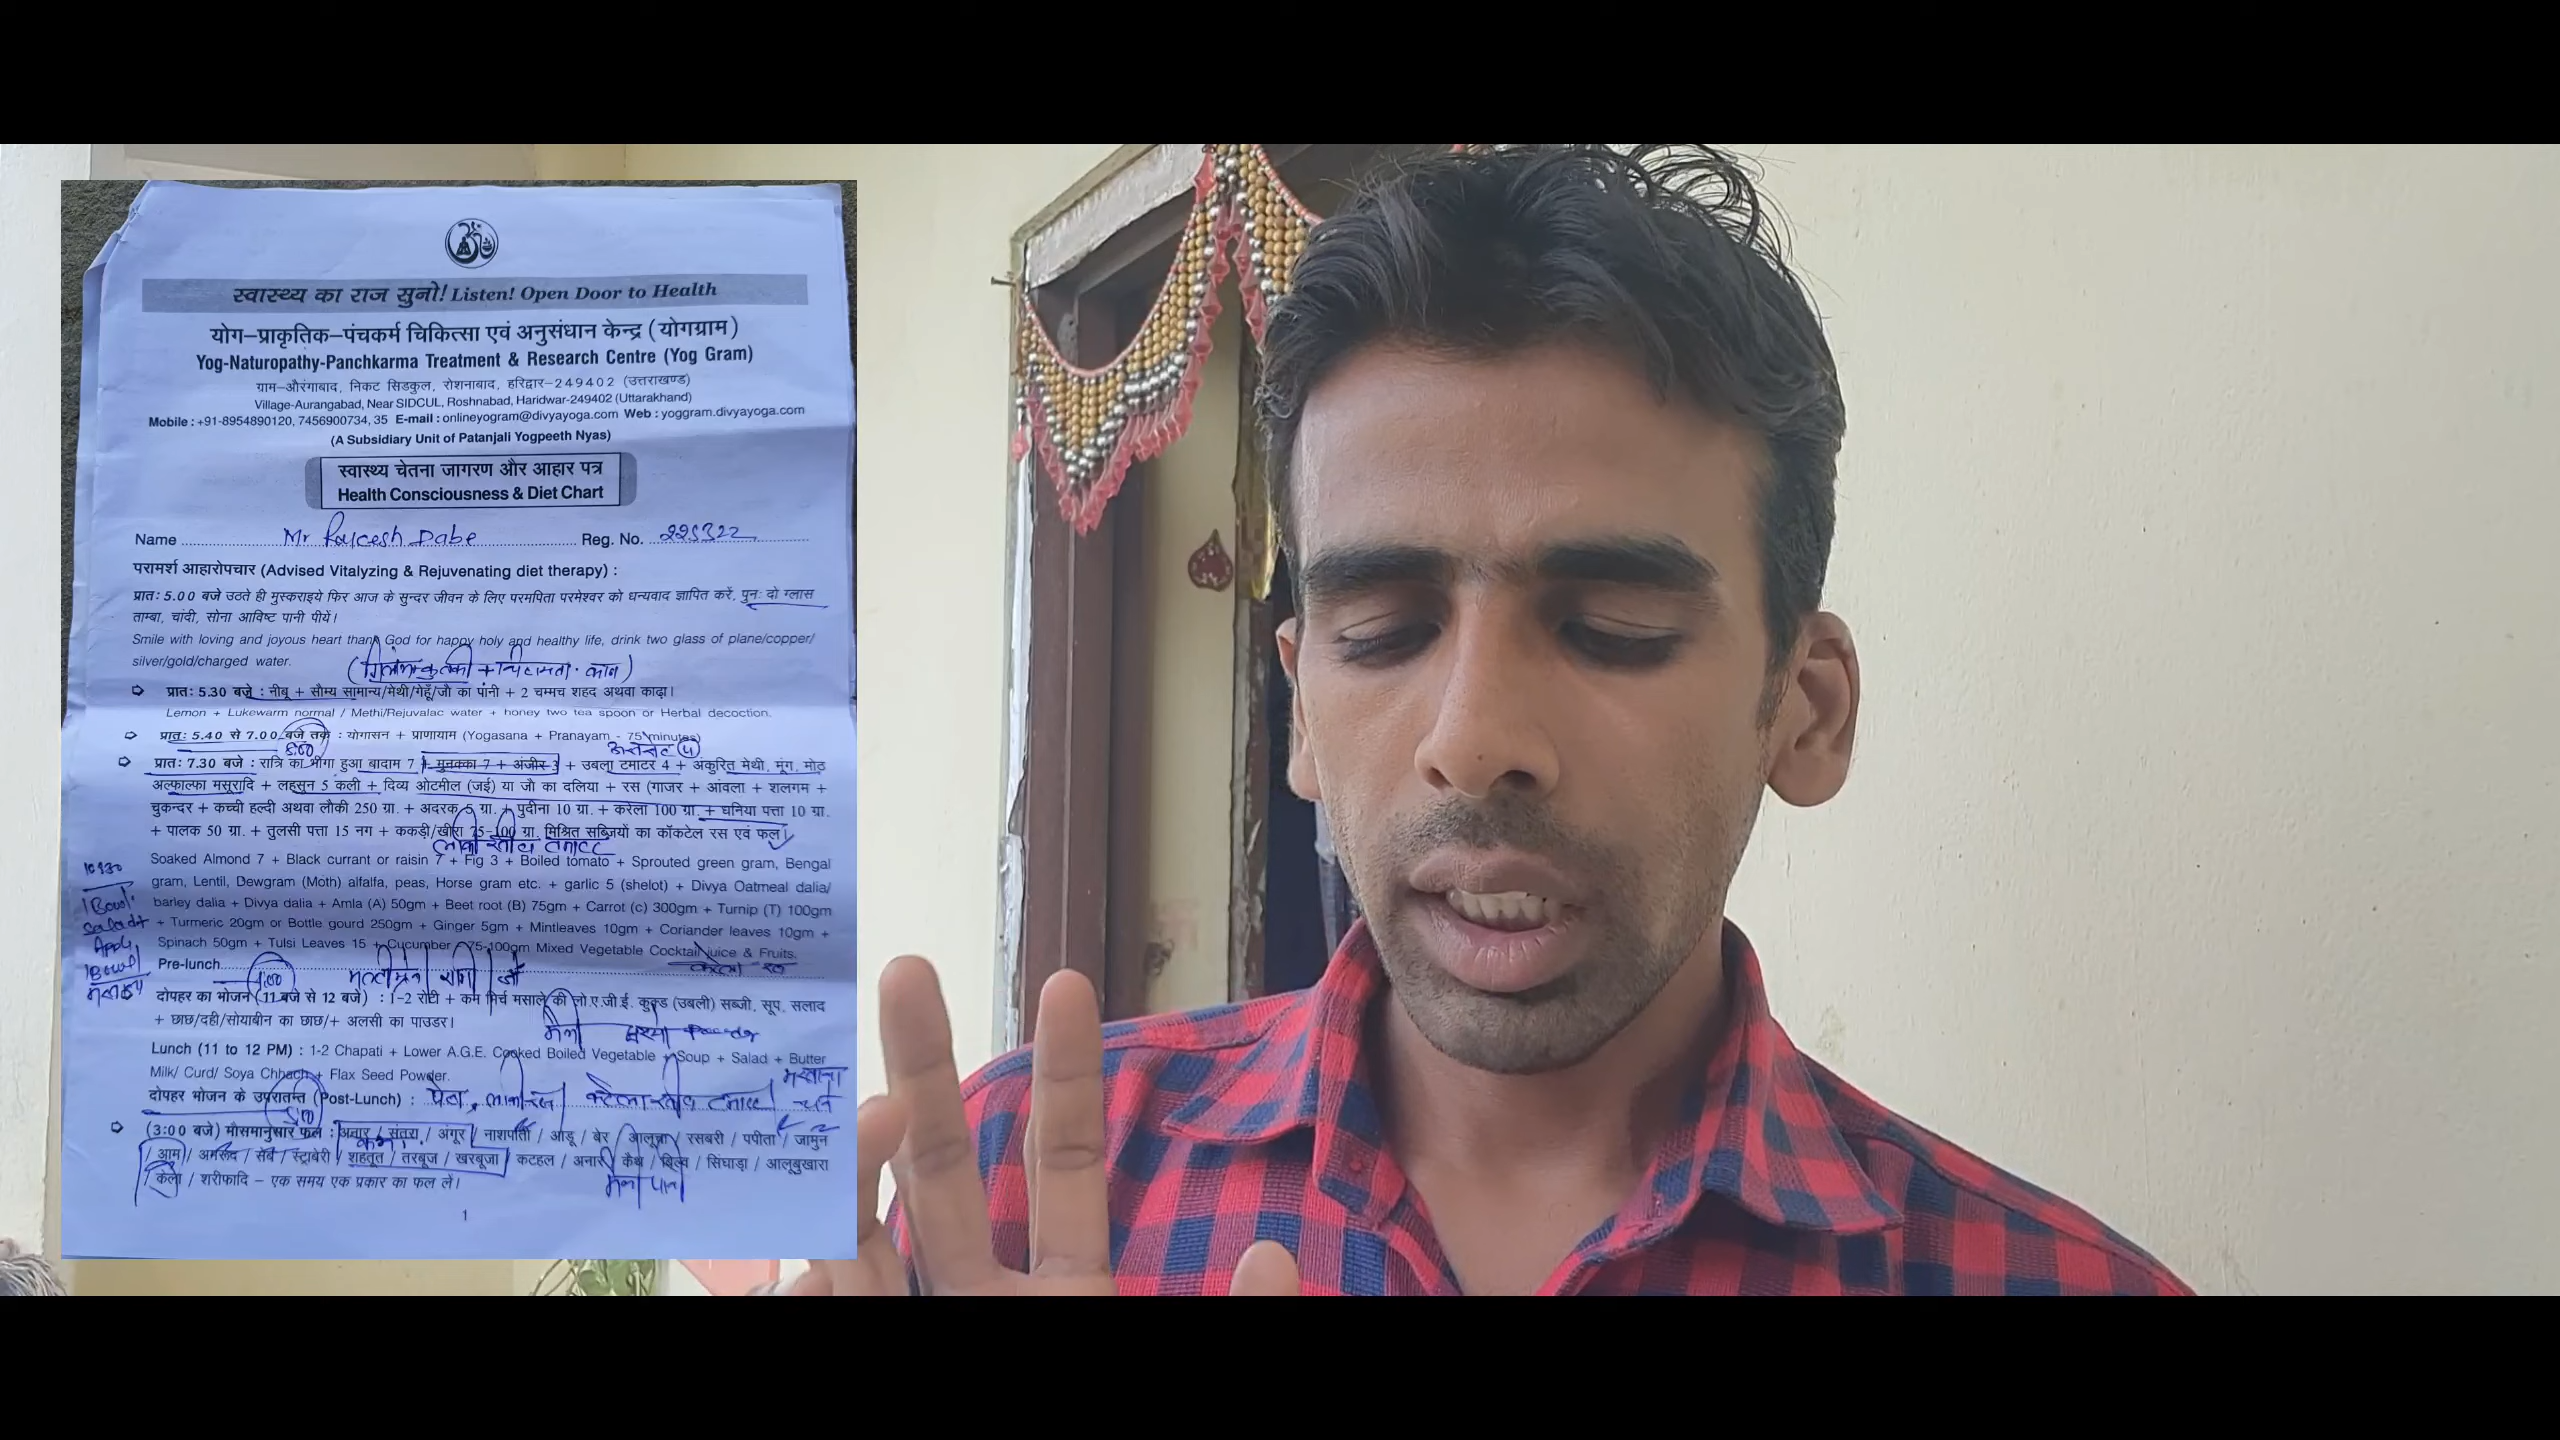 स्वास्थ्य का राज सुनो! Listen! Open Door to Health
योग–प्राकृतिक–पंचकर्म चिकित्सा एवं अनुसंधान केन्द्र (योगग्राम)
Yog-Naturopathy-Panchkarma Treatment & Research Centre (Yog Gram)
ग्राम–औरंगाबाद, निकट सिडकुल, रोशनाबाद, हरिद्वार–249402 (उत्तराखण्ड)
Village-Aurangabad, Near SIDCUL, Roshnabad, Haridwar-249402 (Uttarakhand)
Mobile : +91-8954890120, 7456900734, 35 E-mail : onlineyogram@divyayoga.com Web : yoggram.divyayoga.com
(A Subsidiary Unit of Patanjali Yogpeeth Nyas)
स्वास्थ्य चेतना जागरण और आहार पत्र
Health Consciousness & Diet Chart
Name Mr Dabe Reg. No. 225322
परामर्श आहारोपचार (Advised Vitalyzing & Rejuvenating diet therapy) :
प्रातः 5.00 बजे उठते ही मुस्कराइये फिर आज के सुन्दर जीवन के लिए परमपिता परमेश्वर को धन्यवाद ज्ञापित करें, पुनः दो ग्लास
ताम्बा, चांदी, सोना आविष्ट पानी पीयें।
Smile with loving and joyous heart than God for happy holy and healthy life, drink two glass of plane/copper/
silver/gold/charged water.
प्रातः 5.30 बजे : नीबू + सौम्य सामान्य/मेथी/गेहूँ/जौ का पानी + 2 चम्मच शहद अथवा काढ़ा।
Lemon + Lukewarm normal / Methi/Rejuvalac water + honey two tea spoon or Herbal decoction.
प्रातः 5.40 से 7.00 बजे तक : योगासन + प्राणायाम (Yogasana + Pranayam - 75 minutes)
8:00
प्रातः 7.30 बजे : रात्रि का भींगा हुआ बादाम 7 + मुनक्का 7 + अंजीर 3 + उबला टमाटर 4 + अंकुरित मेथी, मूंग, मोठ
अल्फाल्फा मसूरादि + लहसुन 5 कली + दिव्य ओटमील (जई) या जौ का दलिया + रस (गाजर + आंवला + शलगम +
चुकन्दर + कच्ची हल्दी अथवा लौकी 250 ग्रा. + अदरक 5 ग्रा. + पुदीना 10 ग्रा. + करेला 100 ग्रा. + धनिया पत्ता 10 ग्रा.
+ पालक 50 ग्रा. + तुलसी पत्ता 15 नग + ककड़ी/खीरा 75-100 ग्रा. मिश्रित सब्जियों का कॉकटेल रस एवं फल।
Soaked Almond 7 + Black currant or raisin 7 + Fig 3 + Boiled tomato + Sprouted green gram, Bengal
gram, Lentil, Dewgram (Moth) alfalfa, peas, Horse gram etc. + garlic 5 (shelot) + Divya Oatmeal dalia/
barley dalia + Divya dalia + Amla (A) 50gm + Beet root (B) 75gm + Carrot (c) 300gm + Turnip (T) 100gm
+ Turmeric 20gm or Bottle gourd 250gm + Ginger 5gm + Mintleaves 10gm + Coriander leaves 10gm +
Spinach 50gm + Tulsi Leaves 15 + Cucumber 75-100gm Mixed Vegetable Cocktail juice & Fruits.
1 Bowl
Pre-lunch
दोपहर का भोजन (11 बजे से 12 बजे) : 1-2 रोटी + कम मिर्च मसाले की लो.ए.जी.ई. कुक्ड (उबली) सब्जी, सूप, सलाद
+ छाछ/दही/सोयाबीन का छाछ/+ अलसी का पाउडर।
Lunch (11 to 12 PM) : 1-2 Chapati + Lower A.G.E. Cooked Boiled Vegetable + Soup + Salad + Butter
Milk/ Curd/ Soya Chhach + Flax Seed Powder.
दोपहर भोजन के उपरातन्त (Post-Lunch) :
(3:00 बजे) मौसमानुसार फल : अनार / संतरा / अंगूर / नाशपाती / आडू / बेर / आलूचा / रसबरी / पपीता / जामुन
/ आम / अमरूद / सेब / स्ट्राबेरी / शहतूत / तरबूज / खरबूजा / कटहल / अनार / कैथ / बिल्व / सिंघाड़ा / आलूबुखारा
/ केला / शरीफादि – एक समय एक प्रकार का फल लें।
1